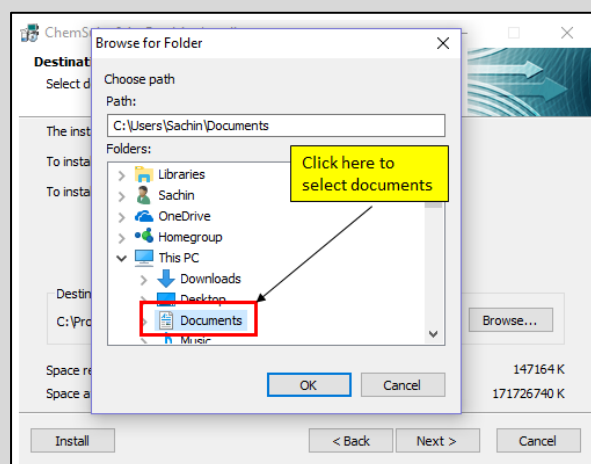 Browse for Folder
Destinat
Select d
Choose path
Path:
C:\Users\Sachin\Documents
Folders:
The inst
To insta
To insta
Libraries
Sachin
OneDrive
Homegroup
This PC
Downloads
Desktop
Documents
Music
Click here to
select documents
Destin
C:\Pro
Browse...
OK
Cancel
Space re
147164 K
Space a
171726740 K
Install
< Back
Next >
Cancel